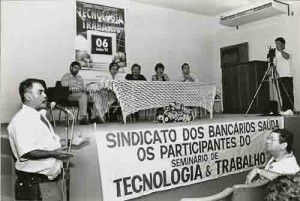 TECNOLOGIA
TRABALHO
06
SINDICATO DOS BANCÁRIOS SAÚDA
OS PARTICIPANTES DO
SEMINÁRIO DE
TECNOLOGIA & TRABALHO